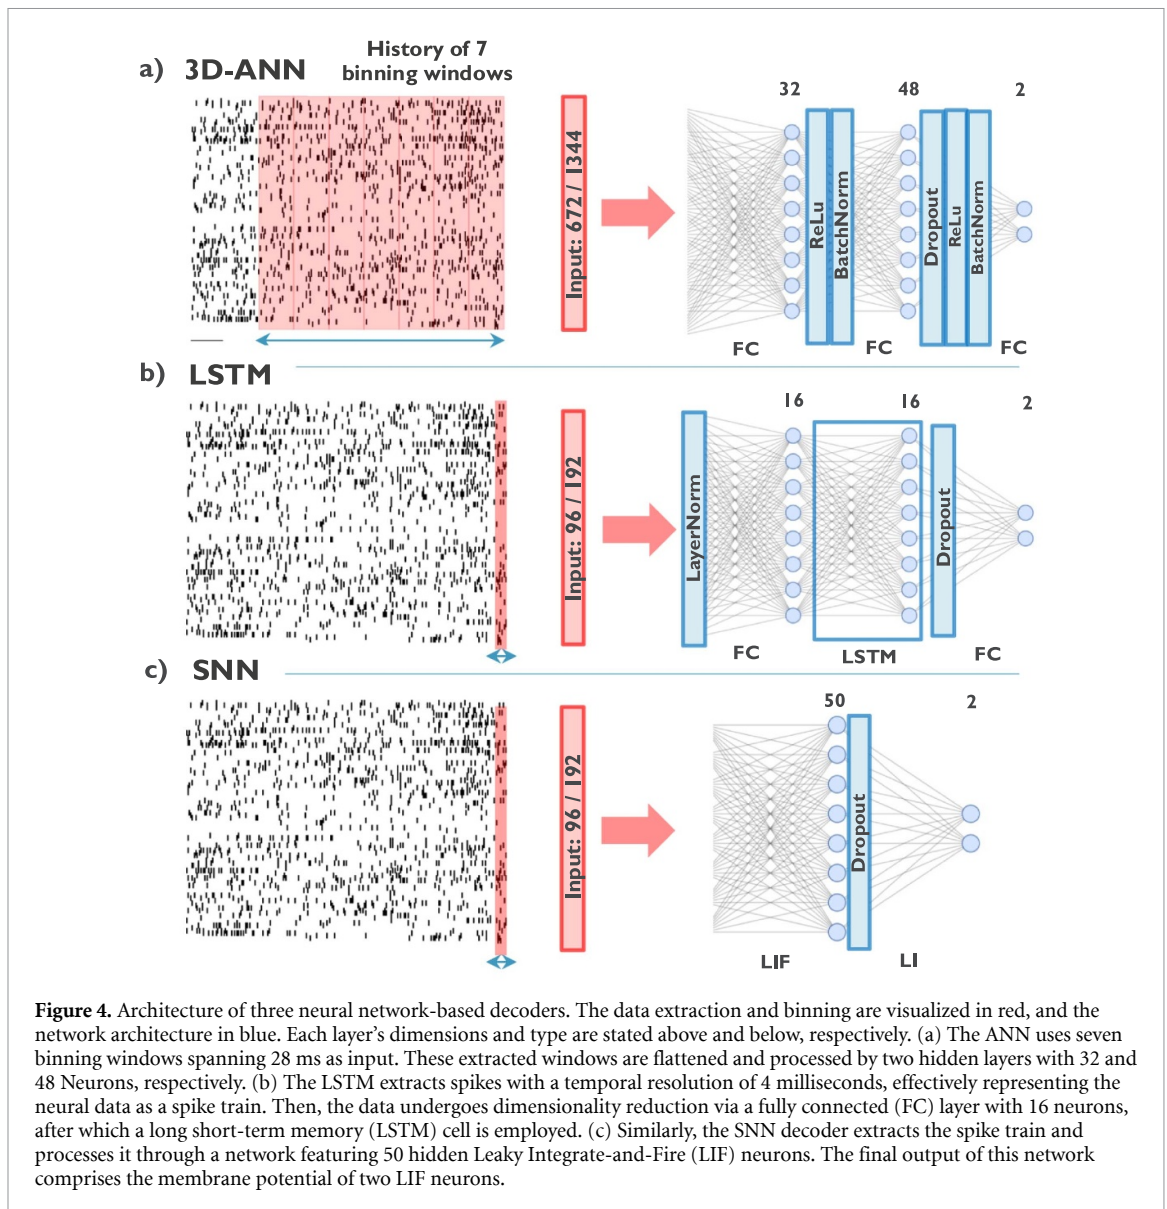 a) 3D-ANN
History of 7
binning windows
Input: 672 / 1344
32
48
2
ReLu
BatchNorm
Dropout
ReLu
BatchNorm
FC
FC
FC
b) LSTM
Input: 96 / 192
16
16
2
LayerNorm
Dropout
FC
LSTM
FC
c) SNN
Input: 96 / 192
50
2
Dropout
LIF
LI
Figure 4. Architecture of three neural network-based decoders. The data extraction and binning are visualized in red, and the
network architecture in blue. Each layer's dimensions and type are stated above and below, respectively. (a) The ANN uses seven
binning windows spanning 28 ms as input. These extracted windows are flattened and processed by two hidden layers with 32 and
48 Neurons, respectively. (b) The LSTM extracts spikes with a temporal resolution of 4 milliseconds, effectively representing the
neural data as a spike train. Then, the data undergoes dimensionality reduction via a fully connected (FC) layer with 16 neurons,
after which a long short-term memory (LSTM) cell is employed. (c) Similarly, the SNN decoder extracts the spike train and
processes it through a network featuring 50 hidden Leaky Integrate-and-Fire (LIF) neurons. The final output of this network
comprises the membrane potential of two LIF neurons.